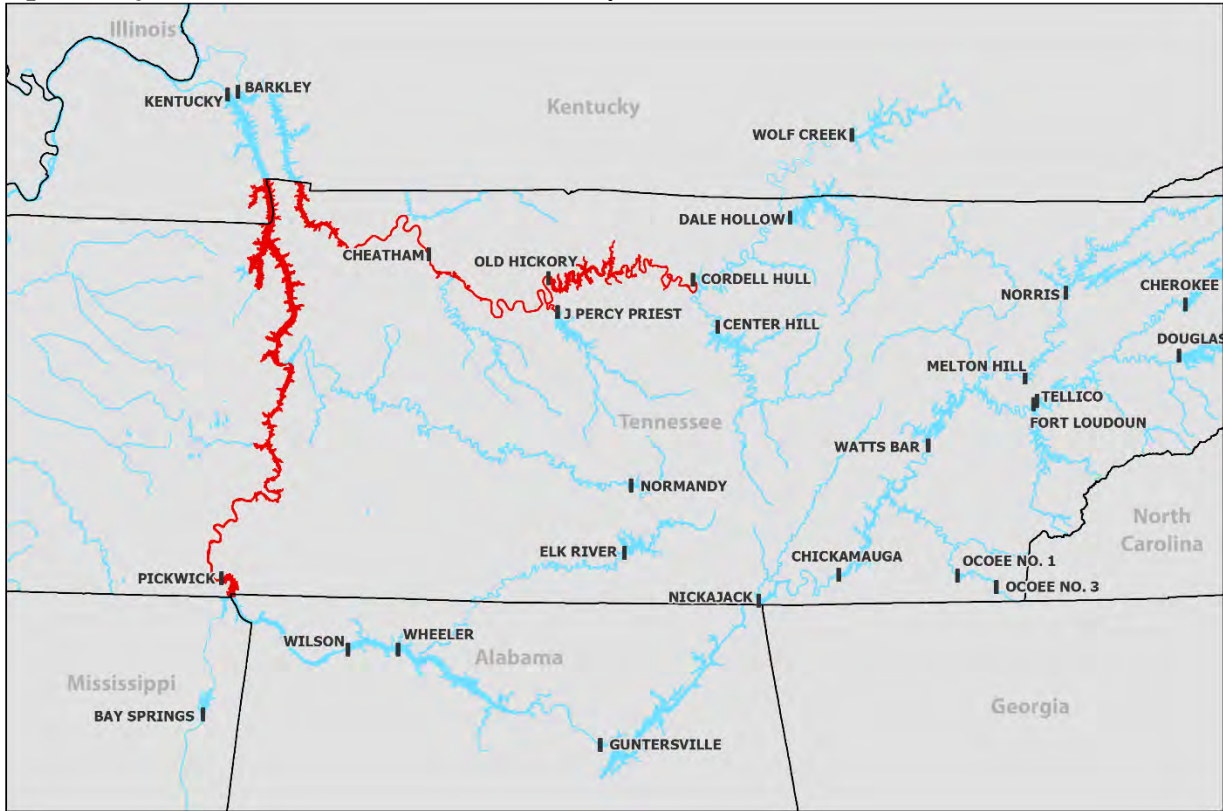 Illinois
BARKLEY
KENTUCKY
Kentucky
WOLF CREEK
DALE HOLLOW
CHEATHAM
OLD HICKORY
CORDELL HULL
NORRIS
CHEROKEE
J PERCY PRIEST
CENTER HILL
DOUGLAS
MELTON HILL
TELLICO
Tennessee
FORT LOUDOUN
WATTS BAR
NORMANDY
North
Carolina
ELK RIVER
CHICKAMAUGA
OCOEE NO. 1
PICKWICK
OCOEE NO. 3
NICKAJACK
WILSON
WHEELER
Alabama
Mississippi
Georgia
BAY SPRINGS
GUNTERSVILLE